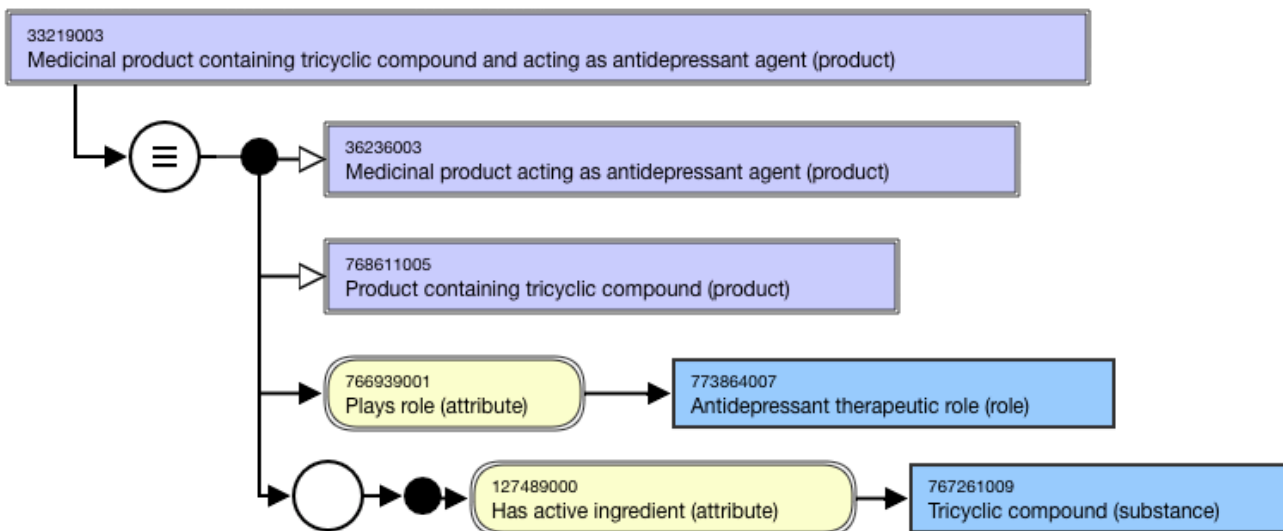 33219003
Medicinal product containing tricyclic compound and acting as antidepressant agent (product)
36236003
Medicinal product acting as antidepressant agent (product)
768611005
Product containing tricyclic compound (product)
766939001
Plays role (attribute)
773864007
Antidepressant therapeutic role (role)
127489000
Has active ingredient (attribute)
767261009
Tricyclic compound (substance)